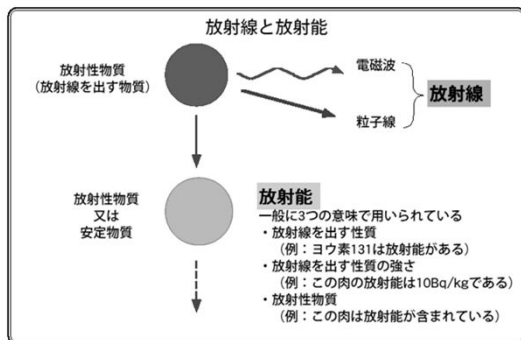 放射線と放射能
放射性物質
(放射線を出す物質)
電磁波
放射線
粒子線
放射性物質
又は
安定物質
放射能
一般に3つの意味で用いられている
・放射線を出す性質
(例：ヨウ素131は放射能がある)
・放射線を出す性質の強さ
(例：この肉の放射能は10Bq/kgである)
・放射性物質
(例：この肉は放射能が含まれている)